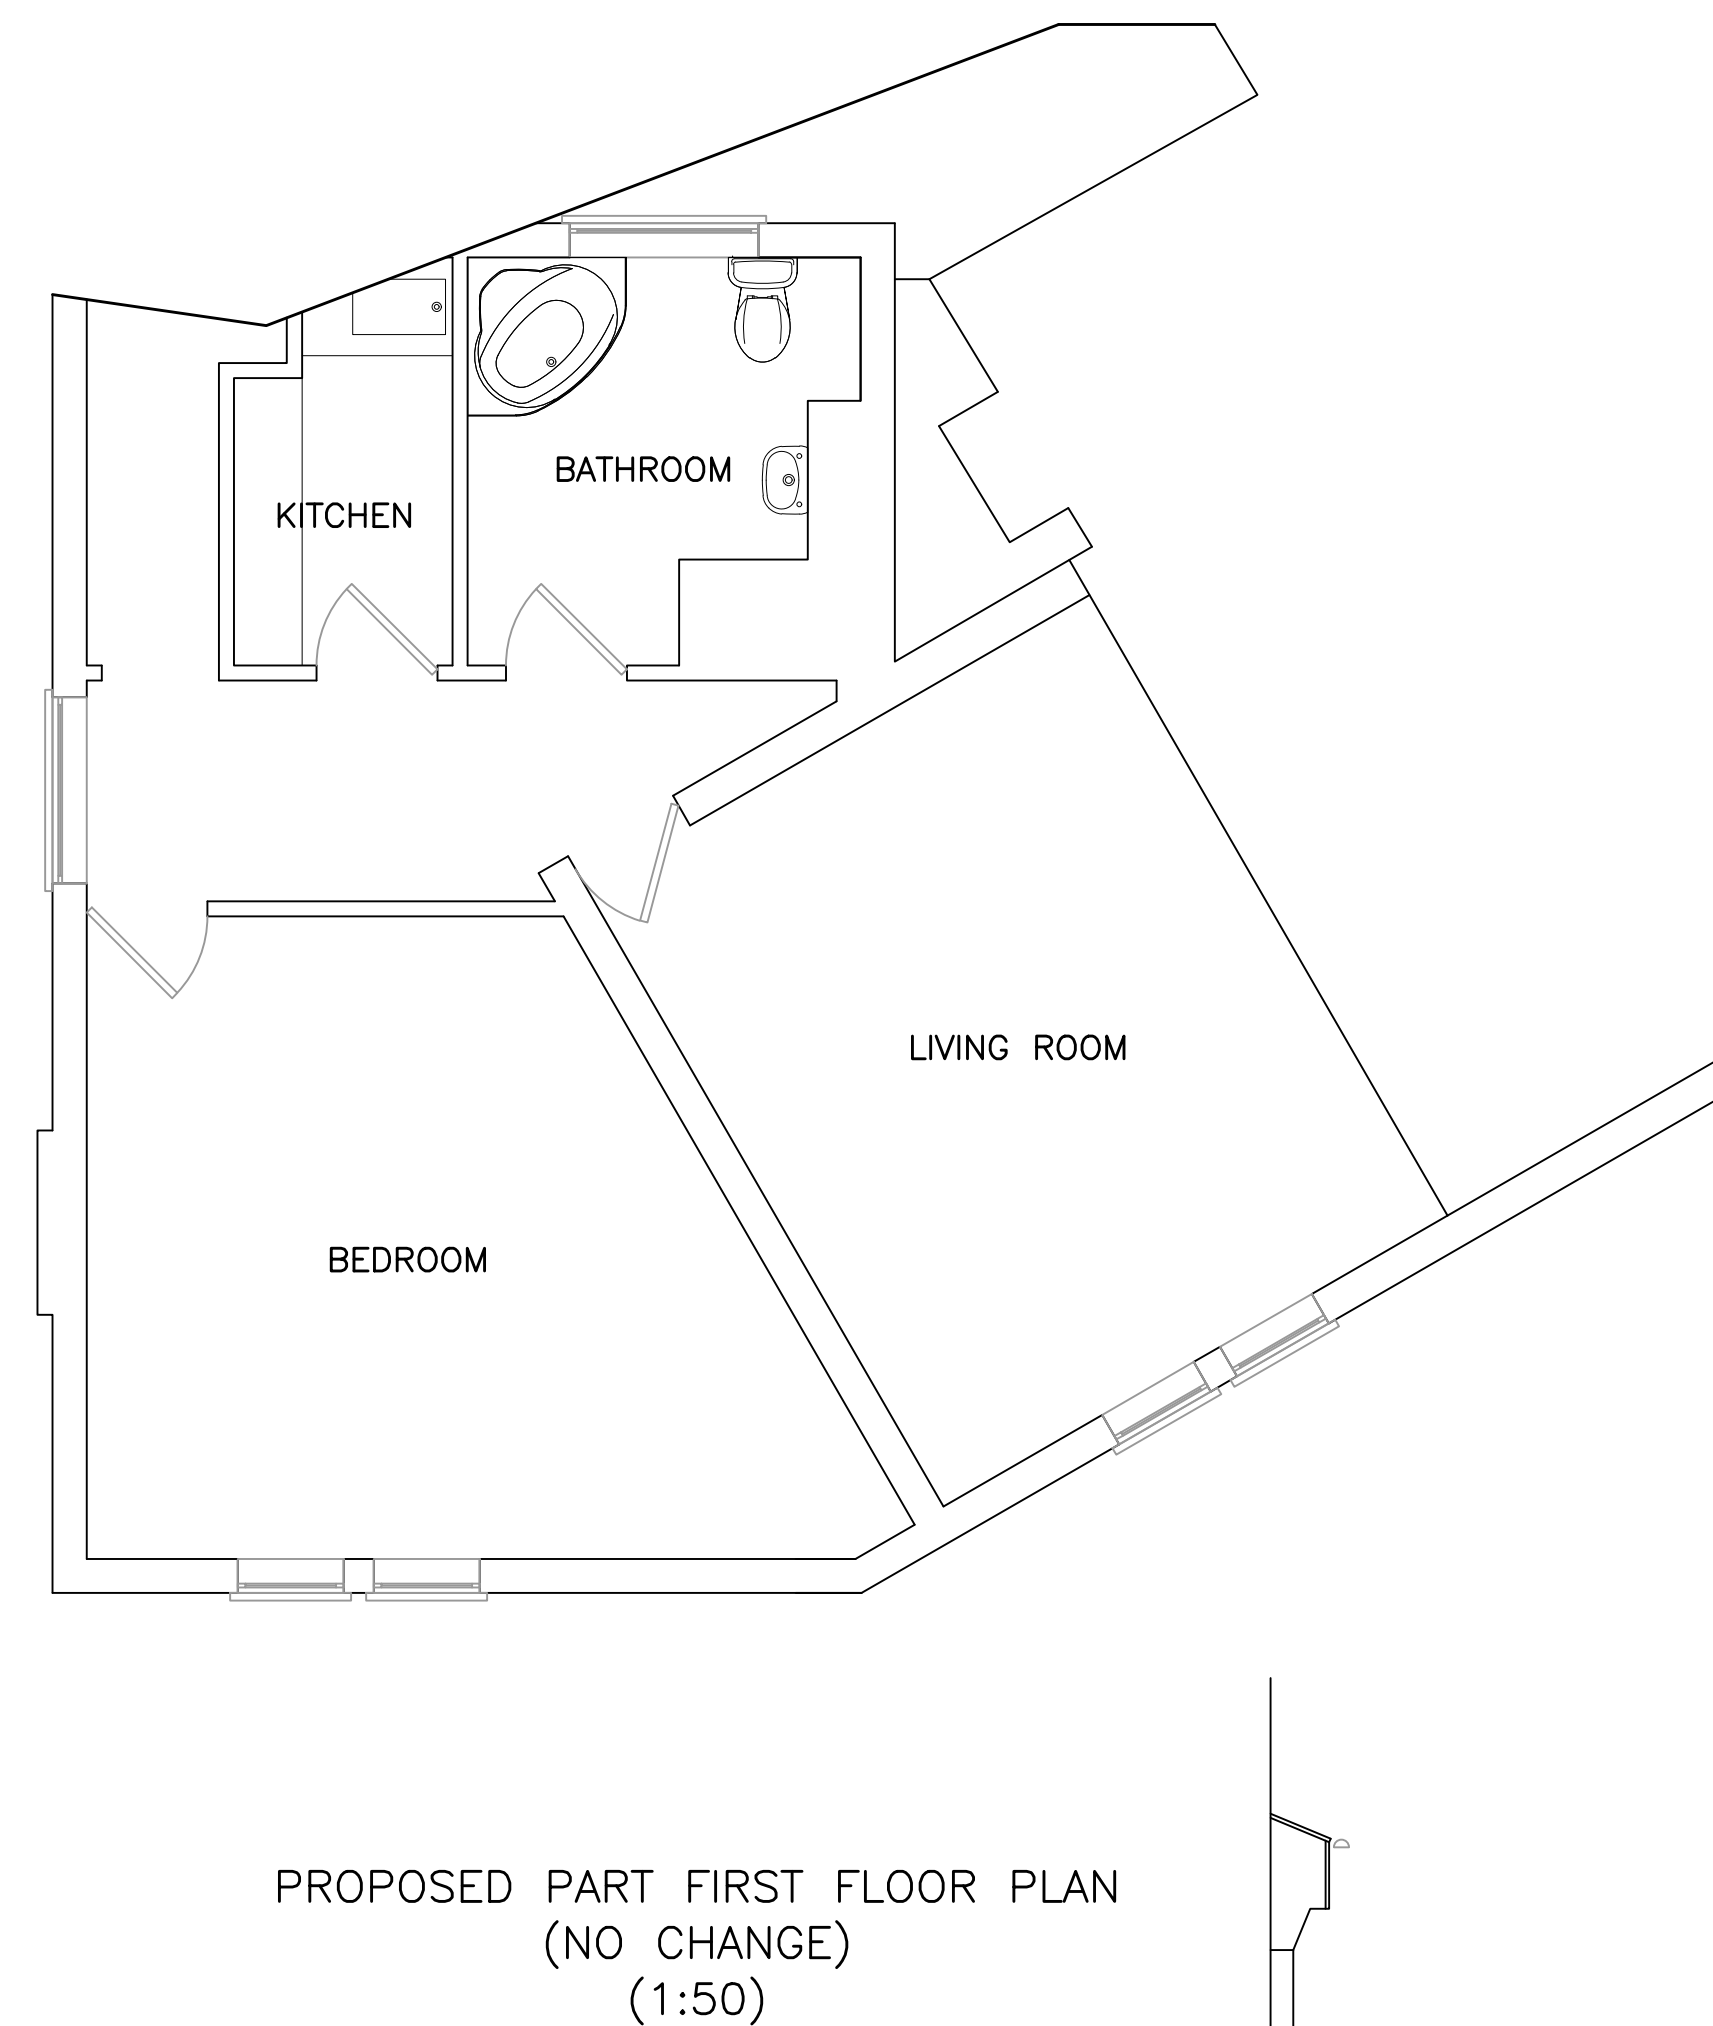 BATHROOM
KITCHEN
LIVING ROOM
BEDROOM
PROPOSED PART FIRST FLOOR PLAN
(NO CHANGE)
(1:50)